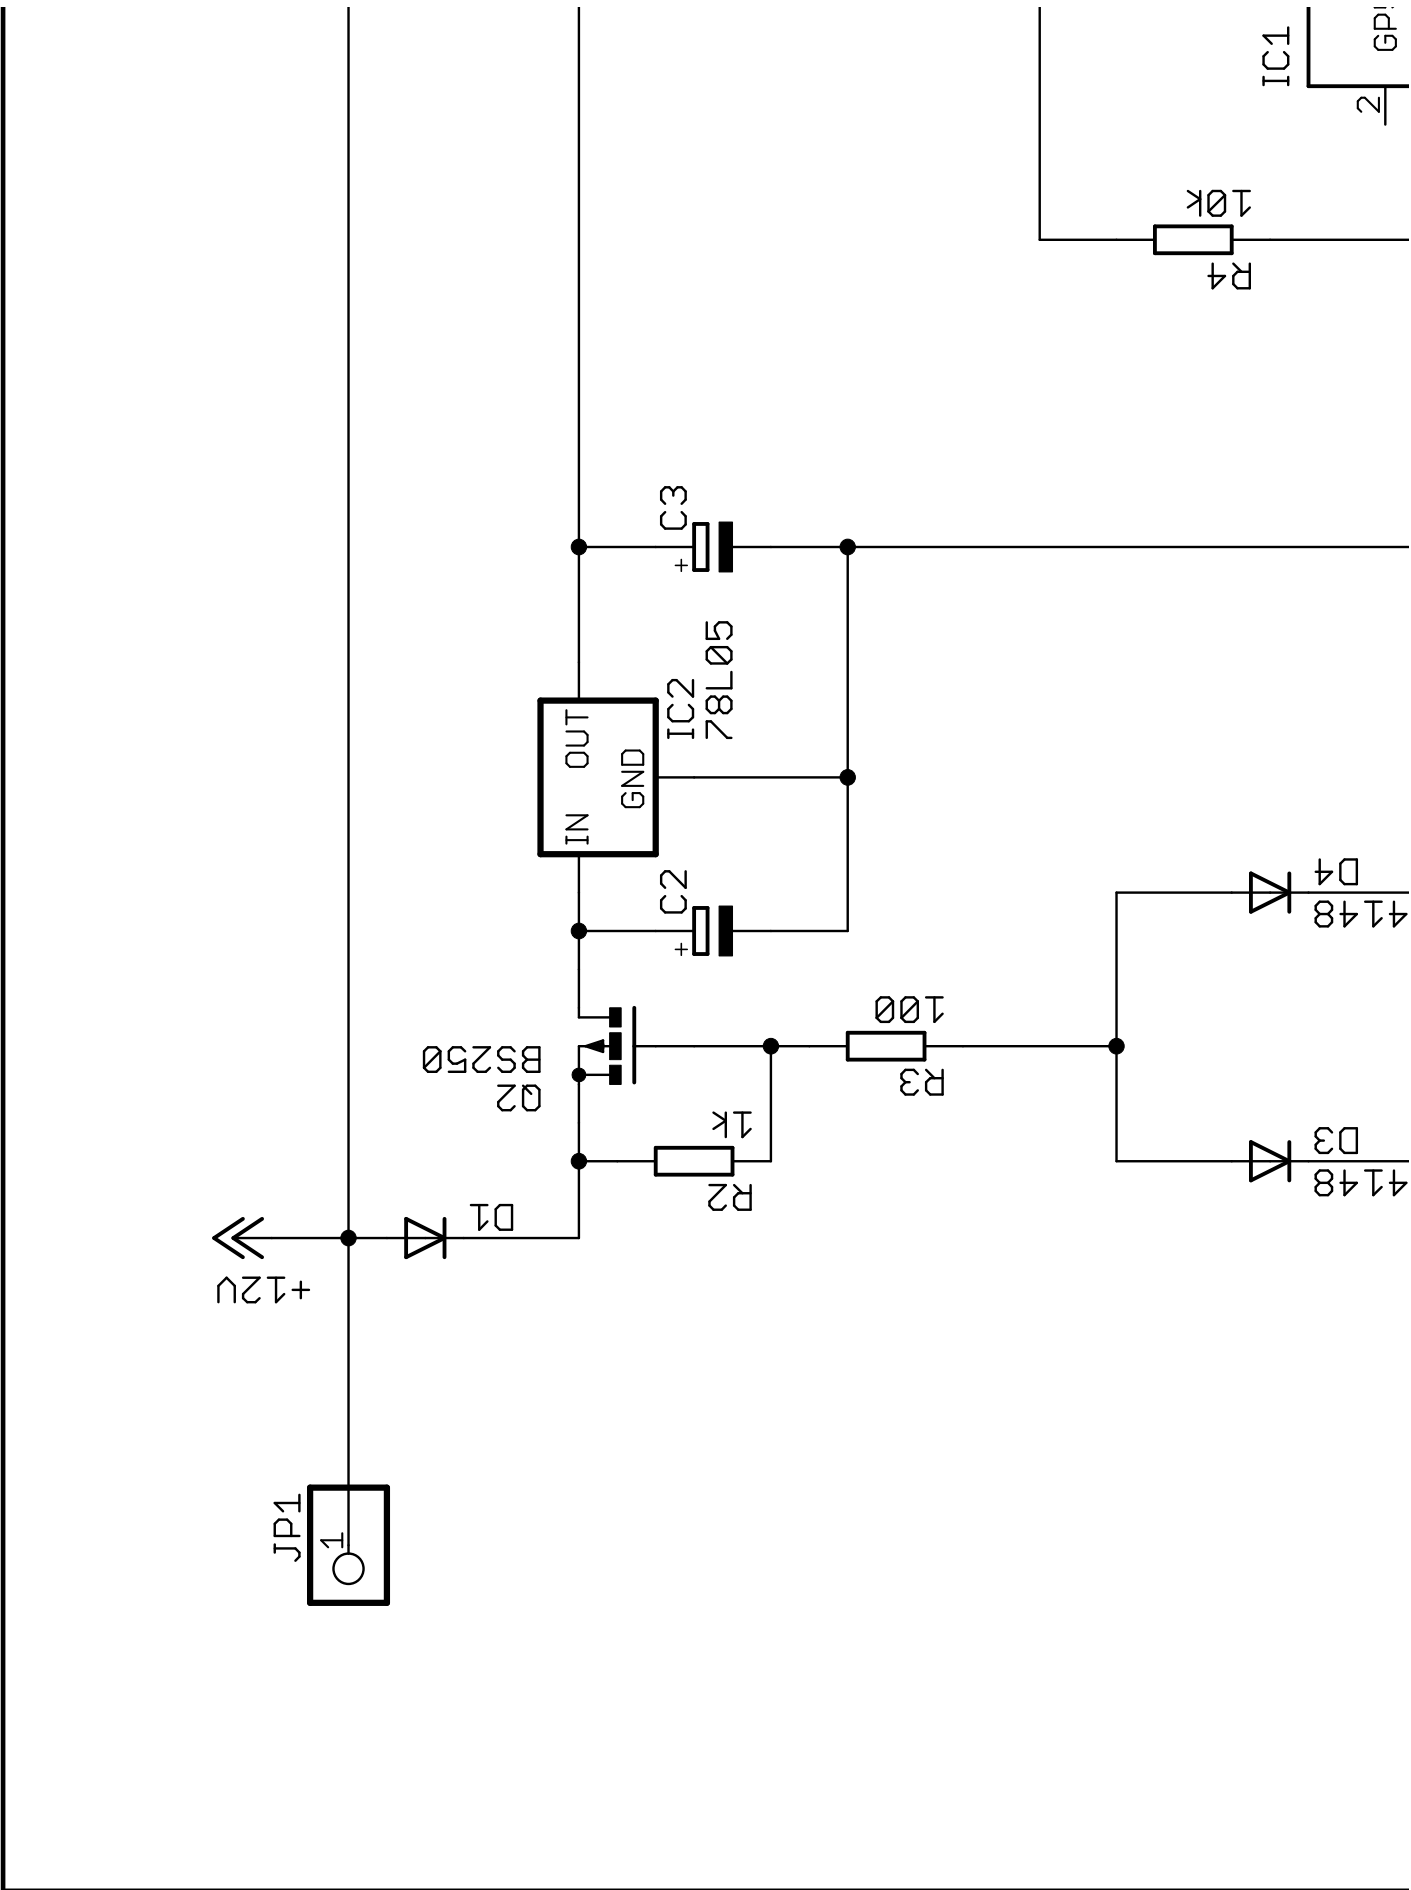 IC1
GP
2
10k
R4
C3
+
IC2
78L05
OUT
GND
IN
C2
+
D4
4148
100
R3
BS250
Q2
1k
R2
D3
4148
D1
+12V
JP1
1